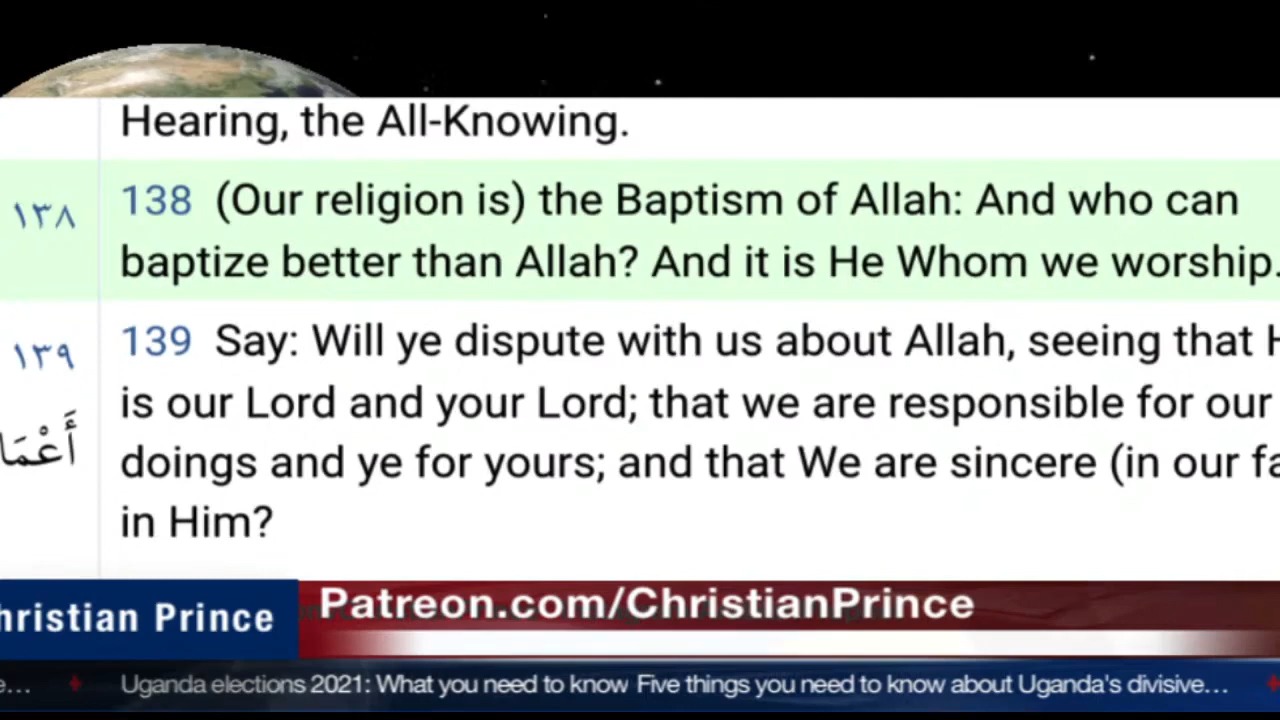 Hearing, the All-Knowing.
١٣٨ 138 (Our religion is) the Baptism of Allah: And who can
baptize better than Allah? And it is He Whom we worship.
١٣٩ 139 Say: Will ye dispute with us about Allah, seeing that H
is our Lord and your Lord; that we are responsible for our
أَعْمَا doings and ye for yours; and that We are sincere (in our fa
in Him?
hristian Prince Patreon.com/ChristianPrince
e... Uganda elections 2021: What you need to know Five things you need to know about Uganda's divisive...